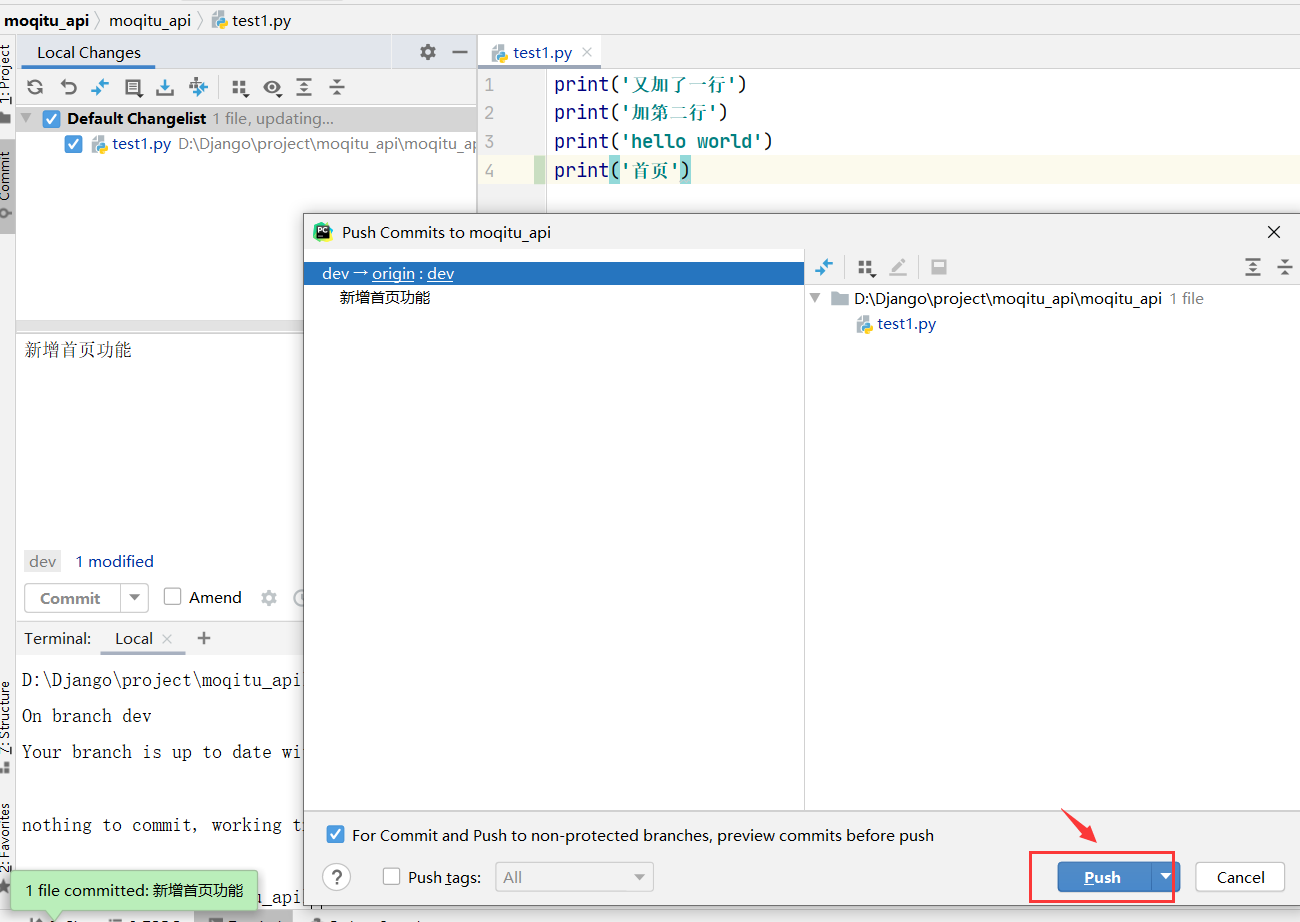 moqitu_api moqitu_api test1.py
1: Project
Commit
7: Structure
2: Favorites
Local Changes
Default Changelist 1 file, updating...
test1.py D:\Django\project\moqitu_api\moqitu_ap
新增首页功能
dev 1 modified
Commit Amend
test1.py
1 print('又加了一行')
2 print('加第二行')
3 print('hello world')
4 print('首页')
Terminal: Local
D:\Django\project\moqitu_api
On branch dev
Your branch is up to date wi
nothing to commit, working t
_api
1 file committed: 新增首页功能
PC
Push Commits to moqitu_api
dev → origin : dev
新增首页功能
D:\Django\project\moqitu_api\moqitu_api 1 file
test1.py
For Commit and Push to non-protected branches, preview commits before push
? Push tags: All
Push Cancel